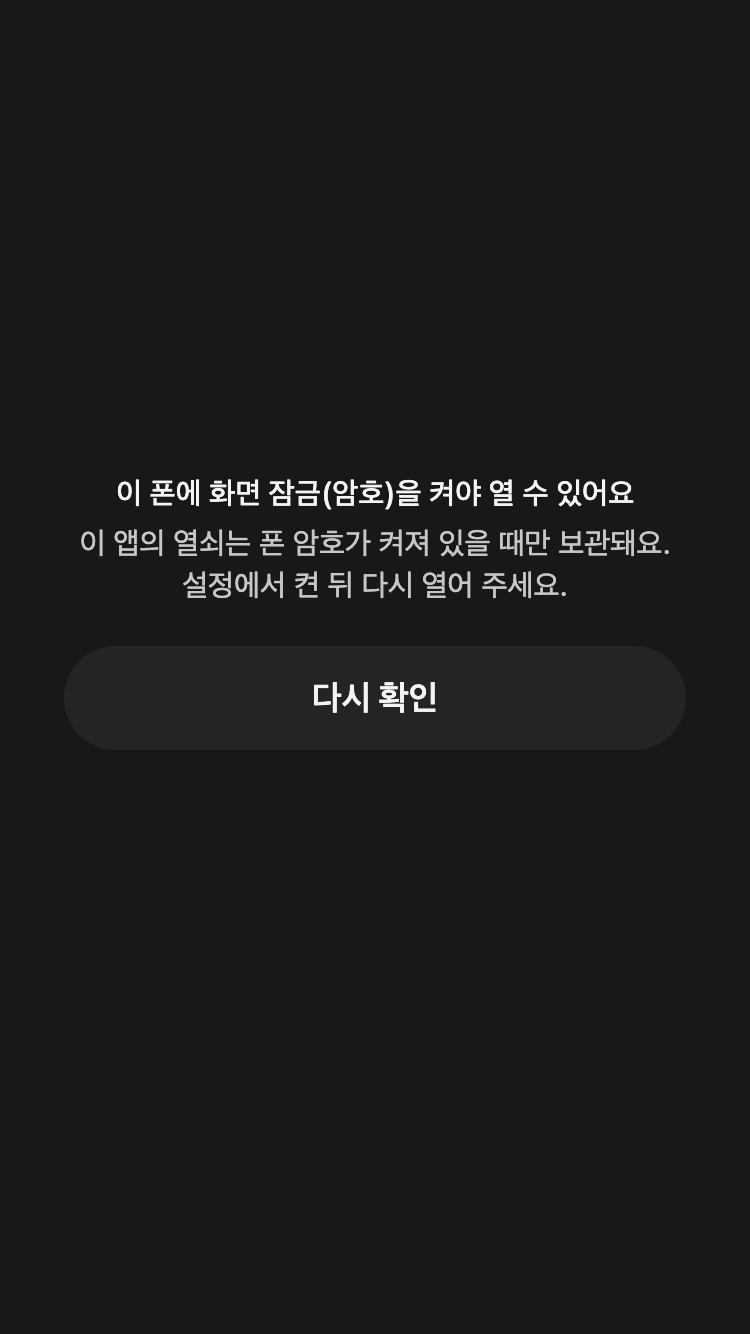 이 폰에 화면 잠금(암호)을 켜야 열 수 있어요
이 앱의 열쇠는 폰 암호가 켜져 있을 때만 보관돼요.
설정에서 켠 뒤 다시 열어 주세요.
다시 확인